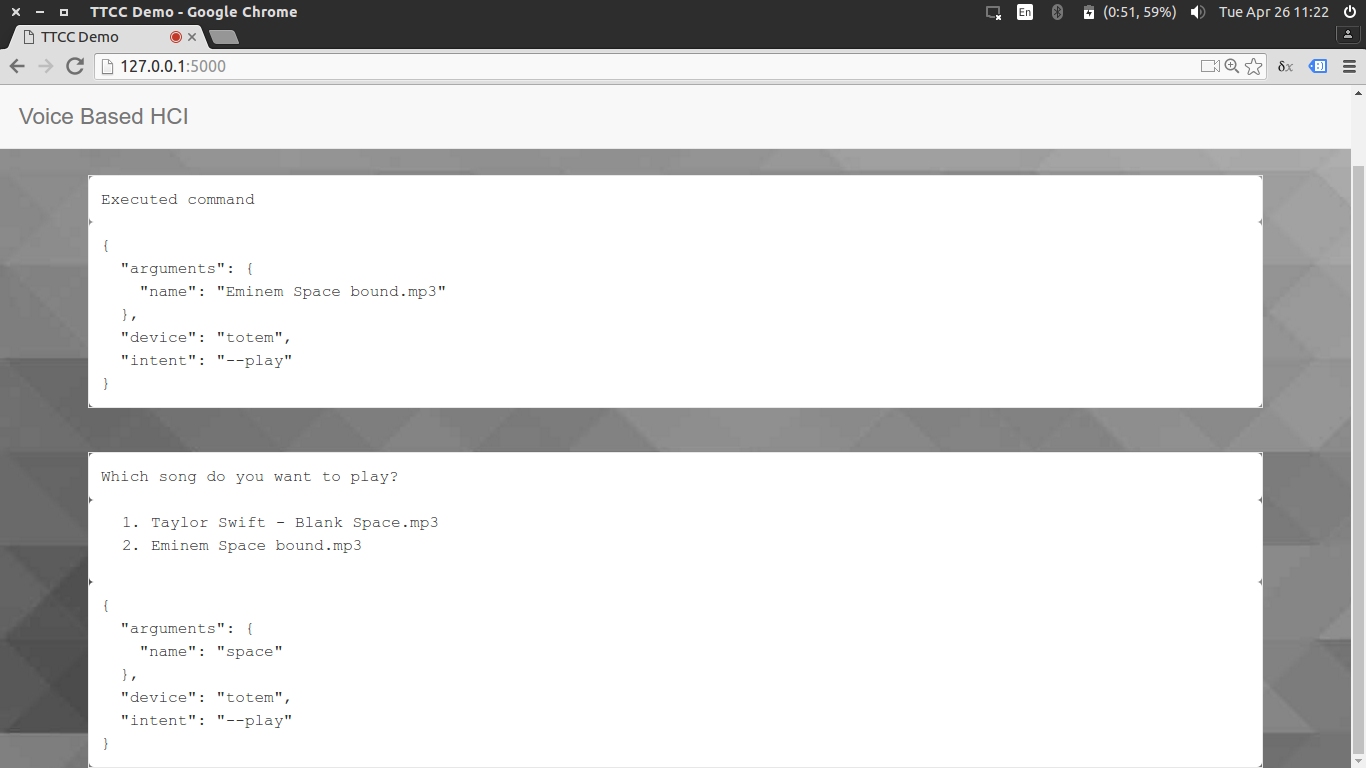 TTCC Demo - Google Chrome
En
(0:51, 59%)
Tue Apr 26 11:22
TTCC Demo
127.0.0.1:5000
δx
Voice Based HCI
Executed command
{
"arguments": {
"name": "Eminem Space bound.mp3"
},
"device": "totem",
"intent": "--play"
}
Which song do you want to play?
1. Taylor Swift - Blank Space.mp3
2. Eminem Space bound.mp3
{
"arguments": {
"name": "space"
},
"device": "totem",
"intent": "--play"
}